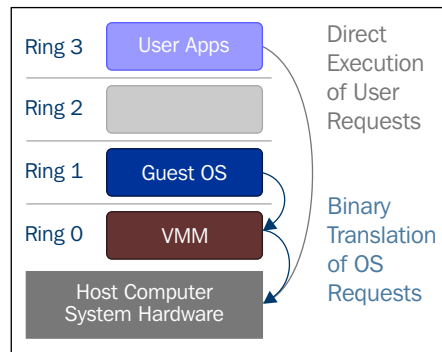 Ring 3
User Apps
Direct
Execution
of User
Requests
Ring 2
Ring 1
Guest OS
Ring 0
VMM
Binary
Translation
of OS
Requests
Host Computer
System Hardware